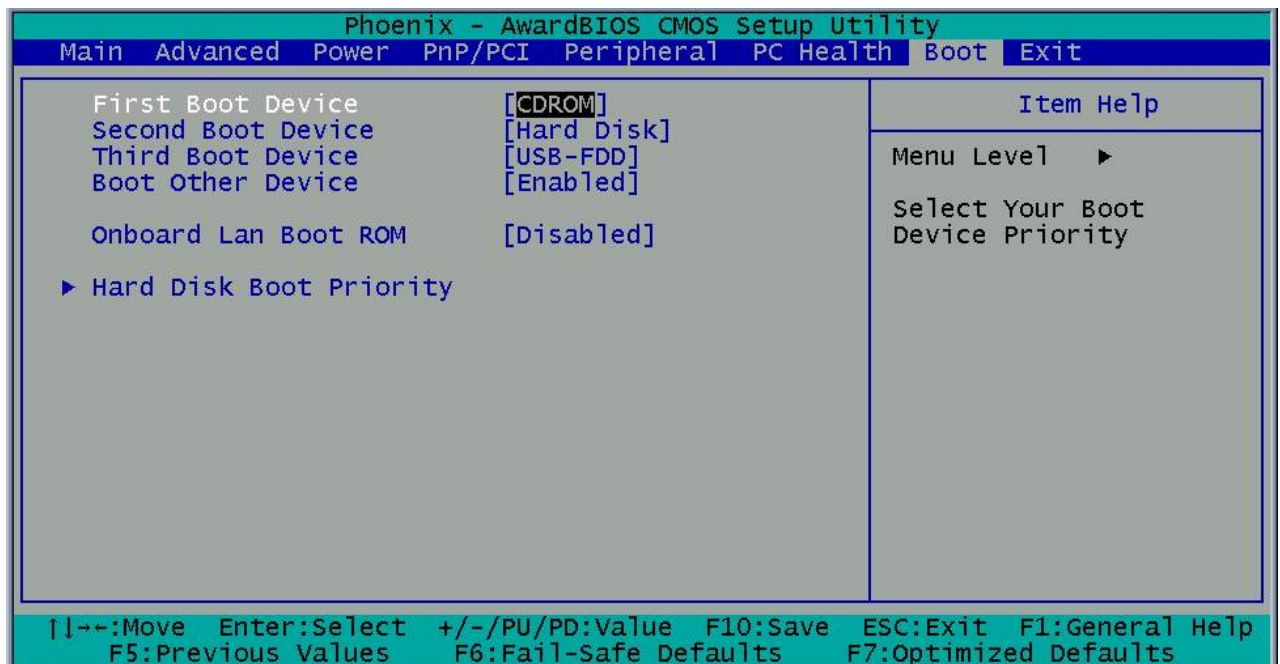 Phoenix - AwardBIOS CMOS Setup Utility
Main Advanced Power PnP/PCI Peripheral PC Health Boot Exit
First Boot Device [CDROM]
Second Boot Device [Hard Disk]
Third Boot Device [USB-FDD]
Boot Other Device [Enabled]
Onboard Lan Boot ROM [Disabled]
▶ Hard Disk Boot Priority
Item Help
Menu Level ▶
Select Your Boot
Device Priority
↑↓→←:Move Enter:Select +/-/PU/PD:Value F10:Save ESC:Exit F1:General Help
F5:Previous Values F6:Fail-Safe Defaults F7:Optimized Defaults